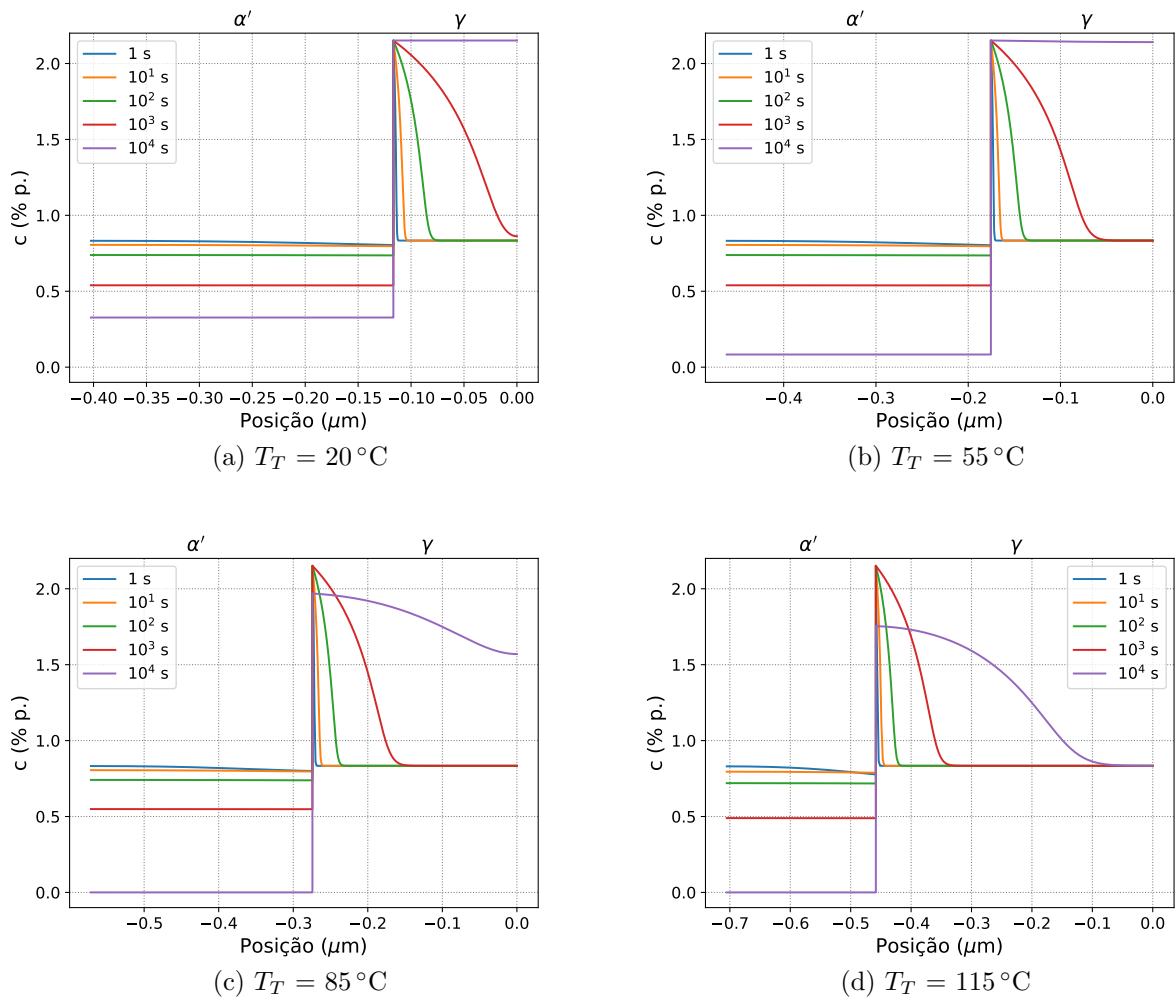 α′ γ
1 s
10¹ s
10² s
10³ s
10⁴ s
c (% p.)
2.0
1.5
1.0
0.5
0.0
−0.40 −0.35 −0.30 −0.25 −0.20 −0.15 −0.10 −0.05 0.00
Posição (μm)
(a) T_T = 20 °C
α′ γ
1 s
10¹ s
10² s
10³ s
10⁴ s
c (% p.)
2.0
1.5
1.0
0.5
0.0
−0.4 −0.3 −0.2 −0.1 0.0
Posição (μm)
(b) T_T = 55 °C
α′ γ
1 s
10¹ s
10² s
10³ s
10⁴ s
c (% p.)
2.0
1.5
1.0
0.5
0.0
−0.5 −0.4 −0.3 −0.2 −0.1 0.0
Posição (μm)
(c) T_T = 85 °C
α′ γ
1 s
10¹ s
10² s
10³ s
10⁴ s
c (% p.)
2.0
1.5
1.0
0.5
0.0
−0.7 −0.6 −0.5 −0.4 −0.3 −0.2 −0.1 0.0
Posição (μm)
(d) T_T = 115 °C